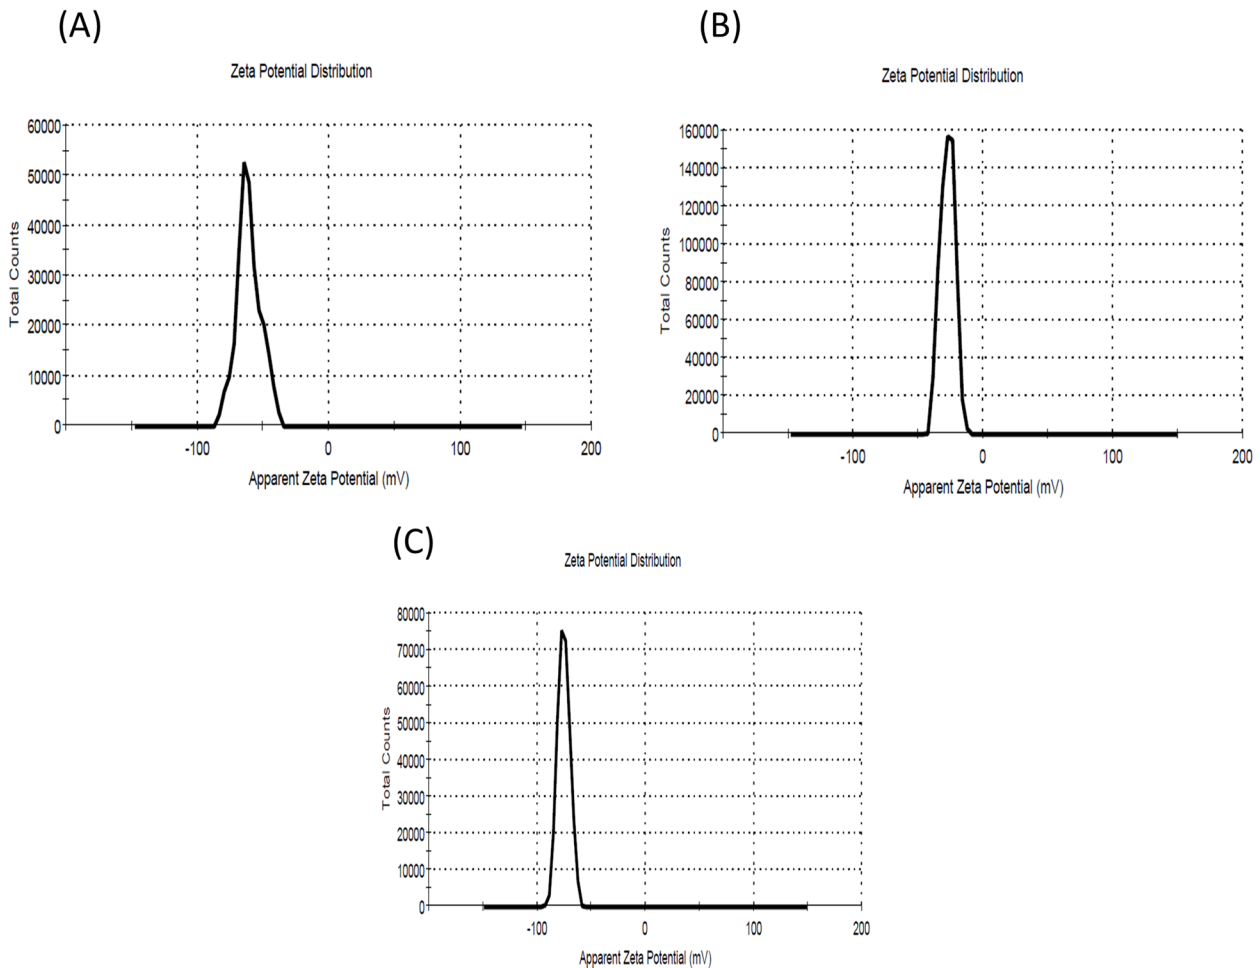 (A)
Zeta Potential Distribution
60000
50000
40000
30000
20000
10000
0
Total Counts
-100 0 100 200
Apparent Zeta Potential (mV)
(B)
Zeta Potential Distribution
160000
140000
120000
100000
80000
60000
40000
20000
0
Total Counts
-100 0 100 200
Apparent Zeta Potential (mV)
(C)
Zeta Potential Distribution
80000
70000
60000
50000
40000
30000
20000
10000
0
Total Counts
-100 0 100 200
Apparent Zeta Potential (mV)